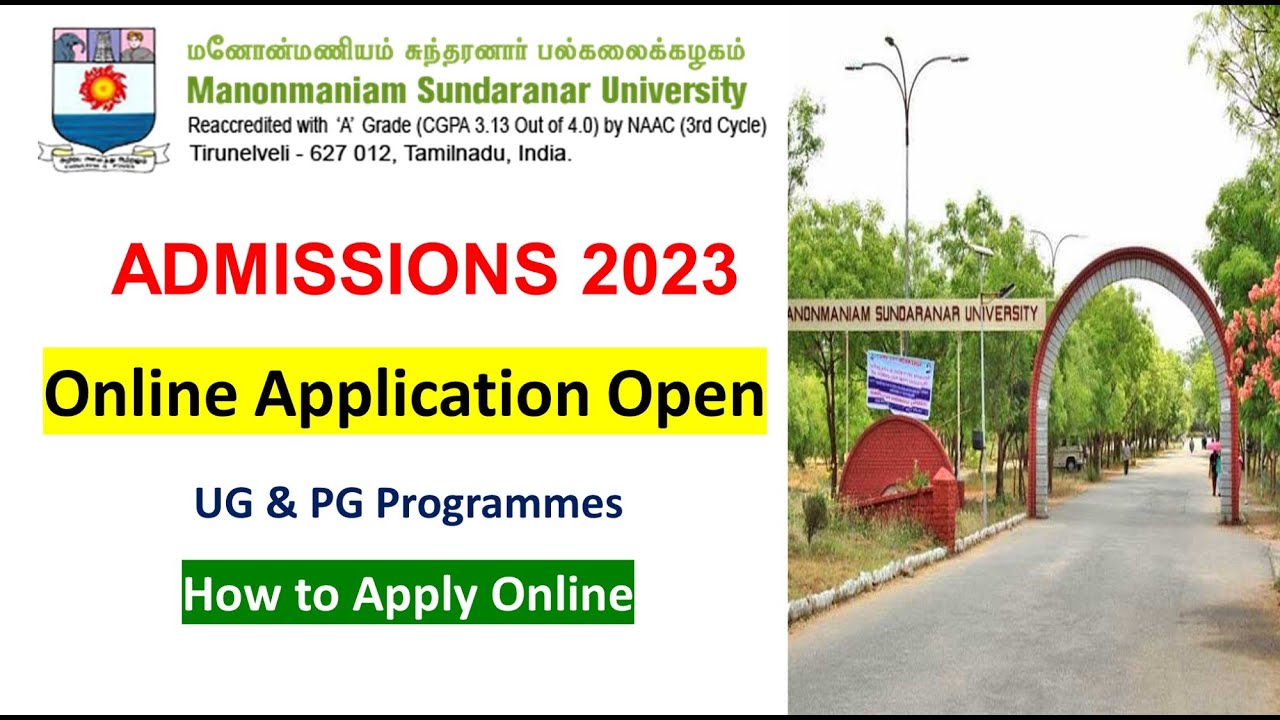 மனோன்மணியம் சுந்தரனார் பல்கலைக்கழகம்
Manonmaniam Sundaranar University
Reaccredited with 'A' Grade (CGPA 3.13 Out of 4.0) by NAAC (3rd Cycle)
Tirunelveli - 627 012, Tamilnadu, India.
ADMISSIONS 2023
Online Application Open
UG & PG Programmes
How to Apply Online
ANONMANIAM SUNDARANAR UNIVERSITY